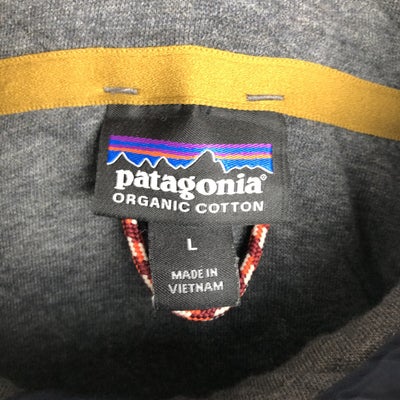 patagonia®
ORGANIC COTTON
L
MADE IN
VIETNAM